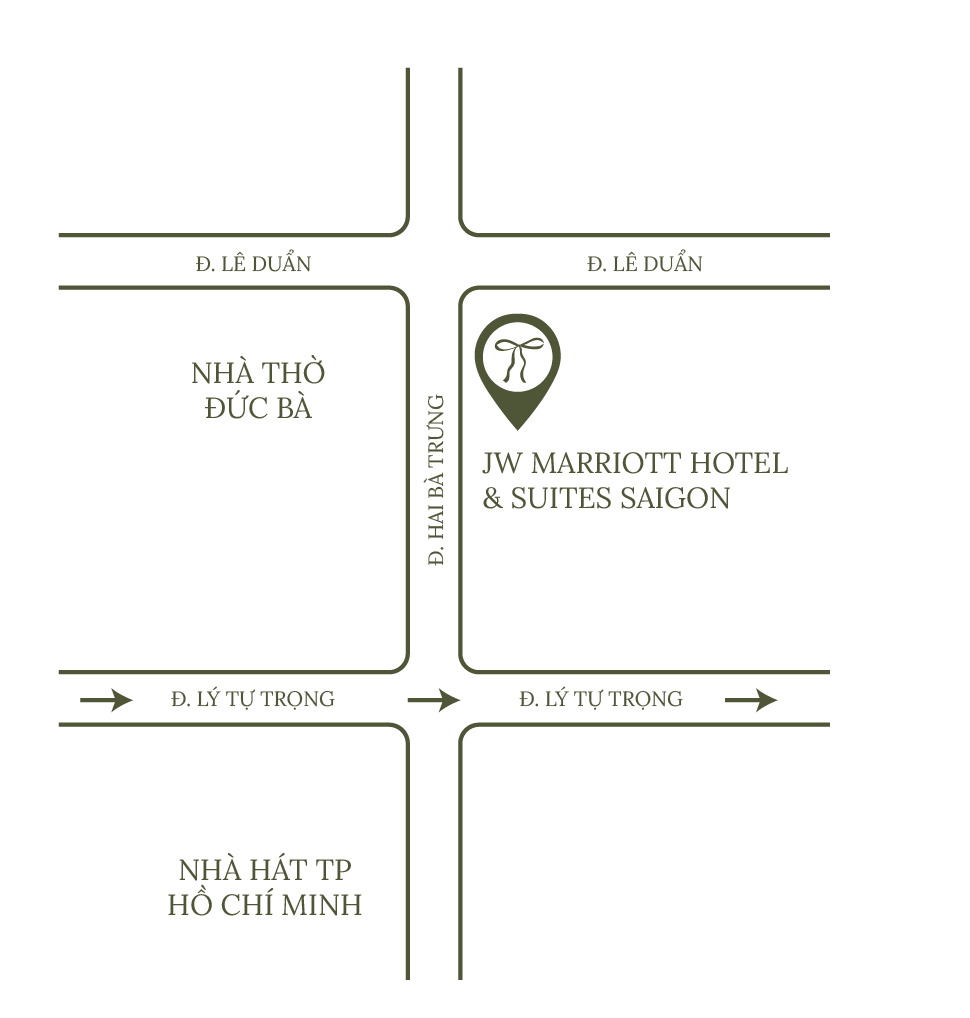 Đ. LÊ DUẨN
Đ. LÊ DUẨN
NHÀ THỜ
ĐỨC BÀ
Đ. HAI BÀ TRƯNG
JW MARRIOTT HOTEL
& SUITES SAIGON
Đ. LÝ TỰ TRỌNG
Đ. LÝ TỰ TRỌNG
NHÀ HÁT TP
HỒ CHÍ MINH